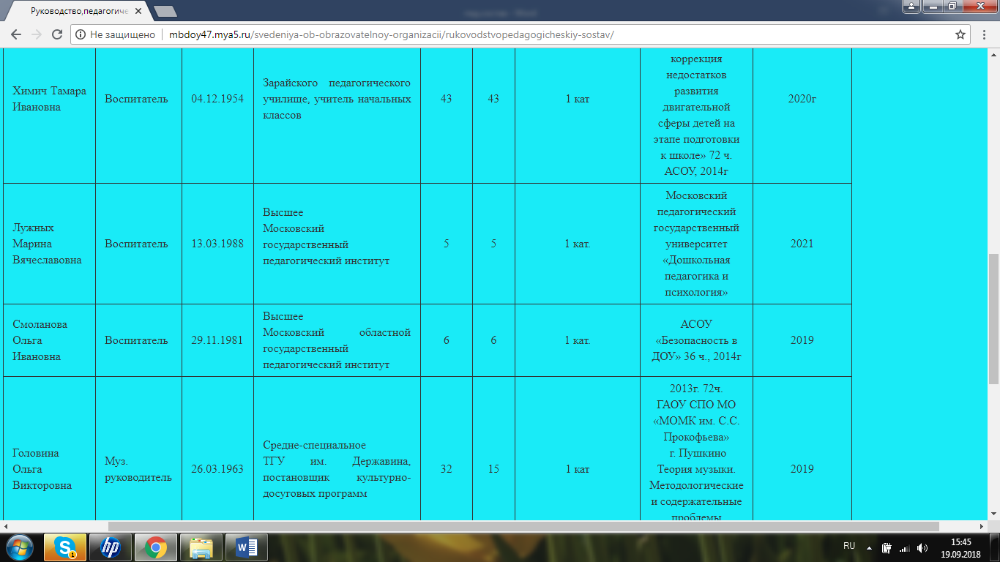 Руководство,педагогиче
Не защищено
mbdoy47.mya5.ru/svedeniya-ob-obrazovatelnoy-organizacii/rukovodstvopedagogicheskiy-sostav/
Химич Тамара
Ивановна
Воспитатель
04.12.1954
Зарайского педагогического
училище, учитель начальных
классов
43
43
1 кат
коррекция
недостатков
развития
двигательной
сферы детей на
этапе подготовки
к школе» 72 ч.
АСОУ, 2014г
2020г
Лужных
Марина
Вячеславовна
Воспитатель
13.03.1988
Высшее
Московский
государственный
педагогический институт
5
5
1 кат.
Московский
педагогический
государственный
университет
«Дошкольная
педагогика и
психология»
2021
Смоланова
Ольга
Ивановна
Воспитатель
29.11.1981
Высшее
Московский областной
государственный
педагогический институт
6
6
1 кат.
АСОУ
«Безопасность в
ДОУ» 36 ч., 2014г
2019
Головина
Ольга
Викторовна
Муз.
руководитель
26.03.1963
Средне-специальное
ТГУ им. Державина,
постановщик культурно-
досуговых программ
32
15
1 кат
2013г. 72ч.
ГАОУ СПО МО
«МОМК им. С.С.
Прокофьева»
г. Пушкино
Теория музыки.
Методологические
и содержательные
проблемы
2019
RU
15:45
19.09.2018